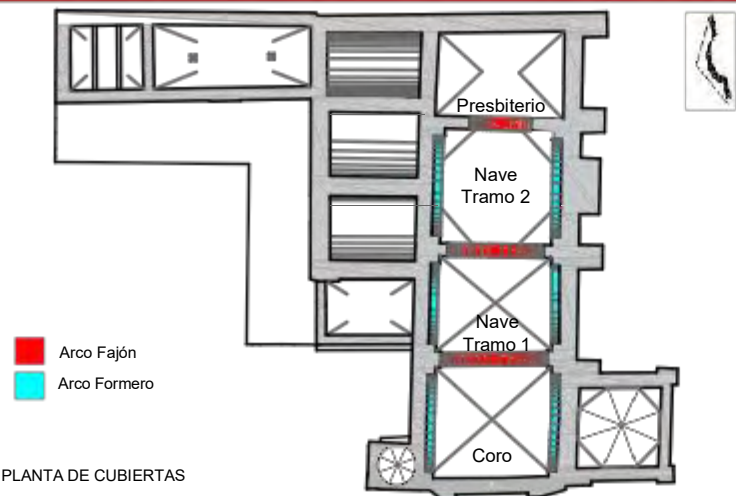 Presbiterio
Nave
Tramo 2
Nave
Tramo 1
Coro
Arco Fajón
Arco Formero
PLANTA DE CUBIERTAS